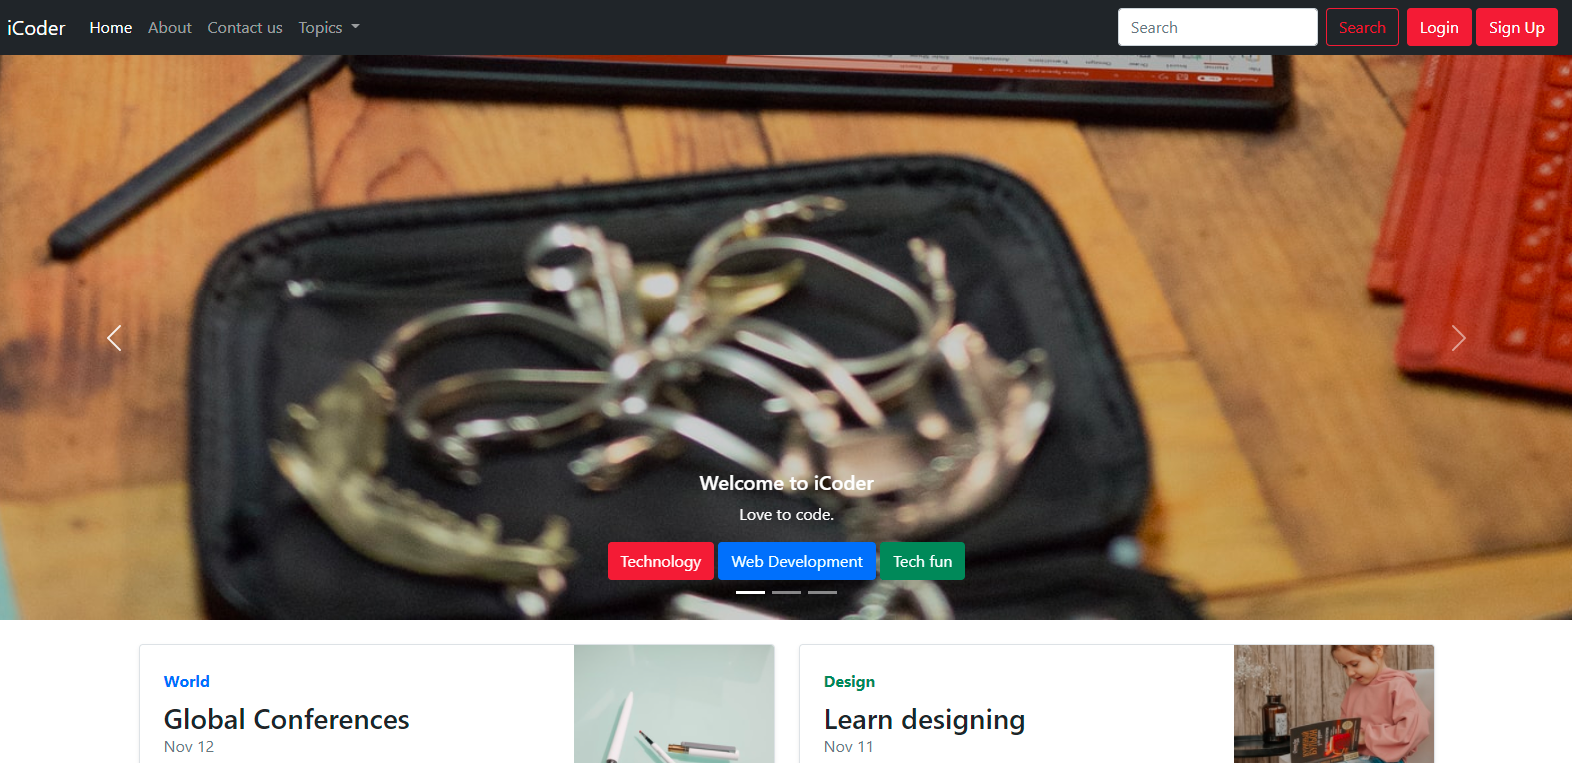 iCoder Home About Contact us Topics Search Search Login Sign Up
Welcome to iCoder
Love to code.
Technology Web Development Tech fun
World
Global Conferences
Nov 12
Design
Learn designing
Nov 11